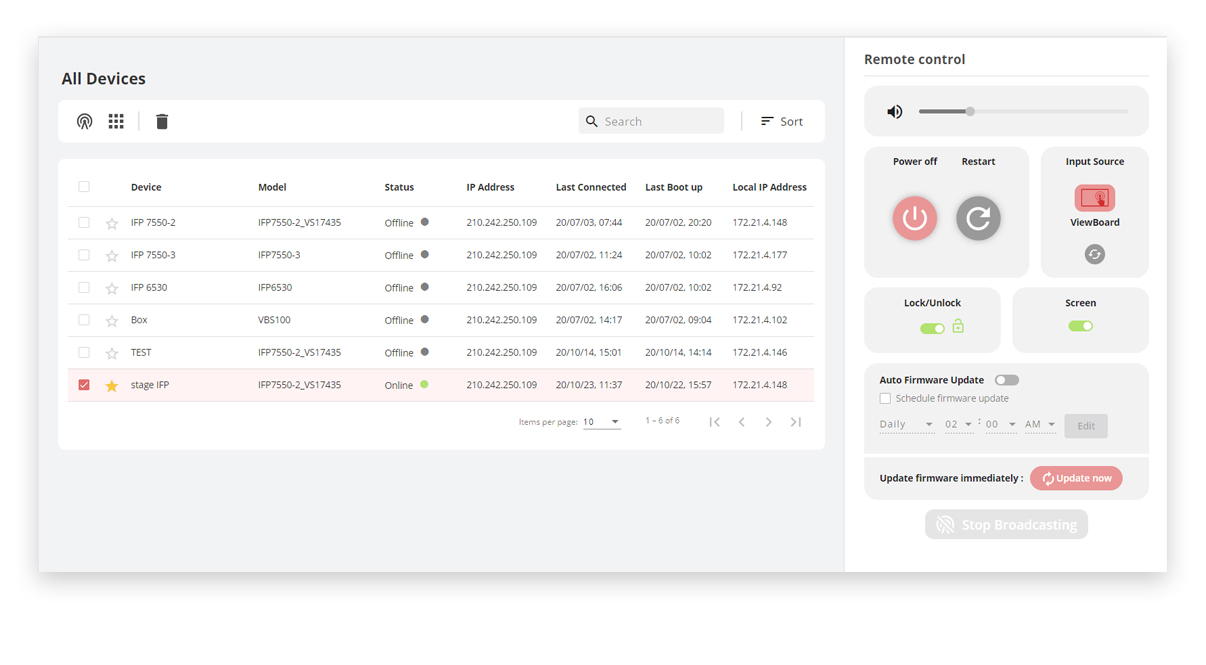 All Devices
Search
Sort
Device Model Status IP Address Last Connected Last Boot up Local IP Address
IFP 7550-2 IFP7550-2_VS17435 Offline 210.242.250.109 20/07/03, 07:44 20/07/02, 20:20 172.21.4.148
IFP 7550-3 IFP7550-3 Offline 210.242.250.109 20/07/02, 11:24 20/07/02, 10:02 172.21.4.177
IFP 6530 IFP6530 Offline 210.242.250.109 20/07/02, 16:06 20/07/02, 10:02 172.21.4.92
Box VBS100 Offline 210.242.250.109 20/07/02, 14:17 20/07/02, 09:04 172.21.4.102
TEST IFP7550-2_VS17435 Offline 210.242.250.109 20/10/14, 15:01 20/10/14, 14:14 172.21.4.146
stage IFP IFP7550-2_VS17435 Online 210.242.250.109 20/10/23, 11:37 20/10/22, 15:57 172.21.4.148
Items per page: 10 1 – 6 of 6
Remote control
Power off Restart
Input Source
ViewBoard
Lock/Unlock
Screen
Auto Firmware Update
Schedule firmware update
Daily 02 : 00 AM Edit
Update firmware immediately : Update now
Stop Broadcasting